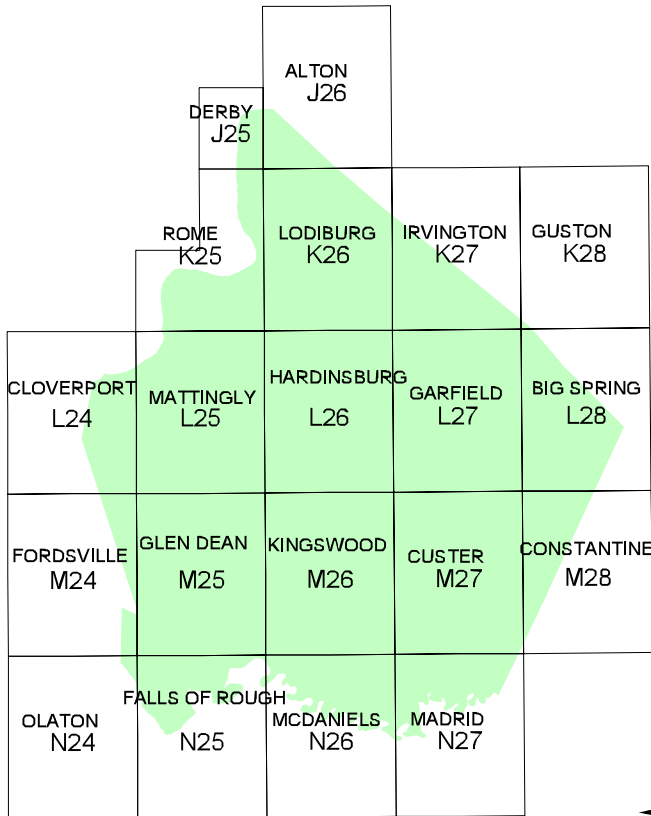 ALTON
J26
DERBY
J25
ROME
K25
LODIBURG
K26
IRVINGTON
K27
GUSTON
K28
CLOVERPORT
L24
MATTINGLY
L25
HARDINSBURG
L26
GARFIELD
L27
BIG SPRING
L28
FORDSVILLE
M24
GLEN DEAN
M25
KINGSWOOD
M26
CUSTER
M27
CONSTANTINE
M28
OLATON
N24
FALLS OF ROUGH
N25
MCDANIELS
N26
MADRID
N27